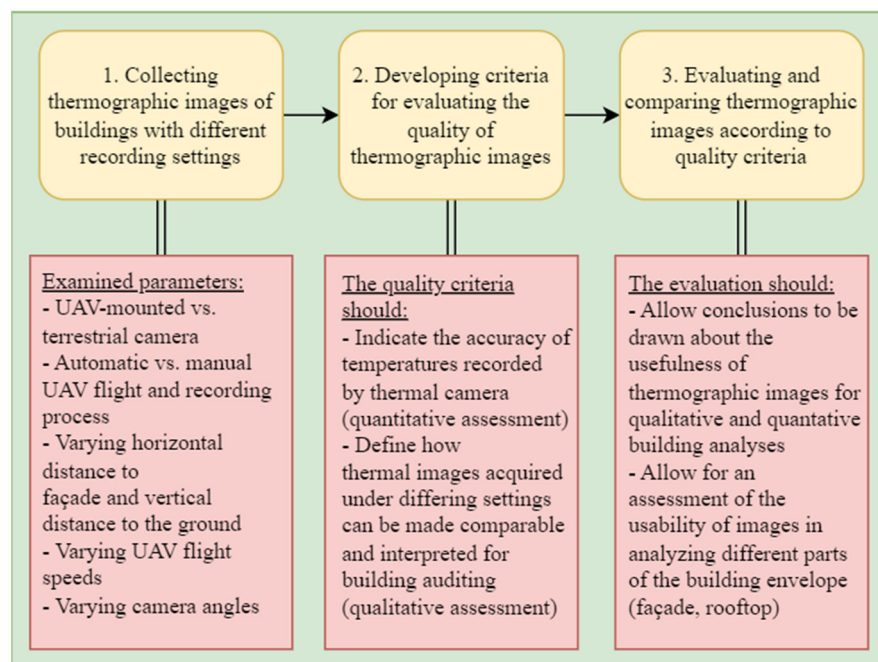 1. Collecting
thermographic images of
buildings with different
recording settings
2. Developing criteria
for evaluating the
quality of
thermographic images
3. Evaluating and
comparing thermographic
images according to
quality criteria
Examined parameters:
- UAV-mounted vs.
terrestrial camera
- Automatic vs. manual
UAV flight and recording
process
- Varying horizontal
distance to
façade and vertical
distance to the ground
- Varying UAV flight
speeds
- Varying camera angles
The quality criteria
should:
- Indicate the accuracy of
temperatures recorded
by thermal camera
(quantitative assessment)
- Define how
thermal images acquired
under differing settings
can be made comparable
and interpreted for
building auditing
(qualitative assessment)
The evaluation should:
- Allow conclusions to be
drawn about the
usefulness of
thermographic images for
qualitative and quantative
building analyses
- Allow for an
assessment of the
usability of images in
analyzing different parts
of the building envelope
(façade, rooftop)